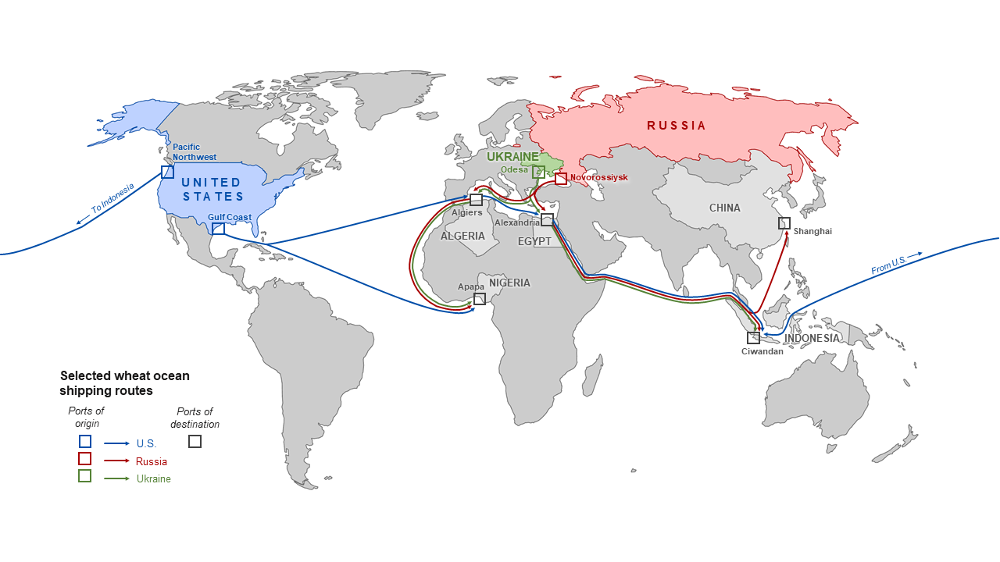 RUSSIA
Pacific
Northwest
UKRAINE
Odesa
Novorossiysk
UNITED
STATES
To Indonesia
Gulf Coast
Algiers
Alexandria
CHINA
Shanghai
ALGERIA
EGYPT
From U.S.
Apapa
NIGERIA
INDONESIA
Ciwandan
Selected wheat ocean
shipping routes
Ports of
origin
Ports of
destination
U.S.
Russia
Ukraine